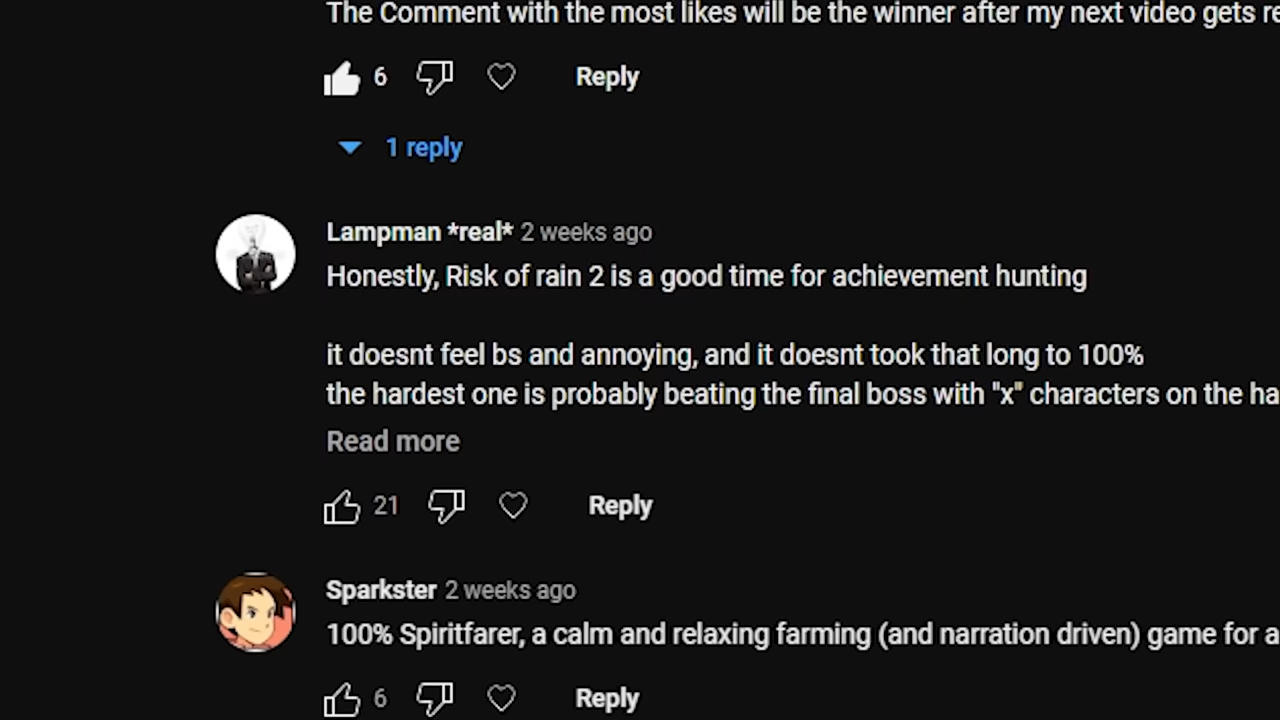 The Comment with the most likes will be the winner after my next video gets
6 Reply
1 reply
Lampman *real* 2 weeks ago
Honestly, Risk of rain 2 is a good time for achievement hunting
it doesnt feel bs and annoying, and it doesnt took that long to 100%
the hardest one is probably beating the final boss with "x" characters on the
Read more
21 Reply
Sparkster 2 weeks ago
100% Spiritfarer, a calm and relaxing farming (and narration driven) game for
6 Reply